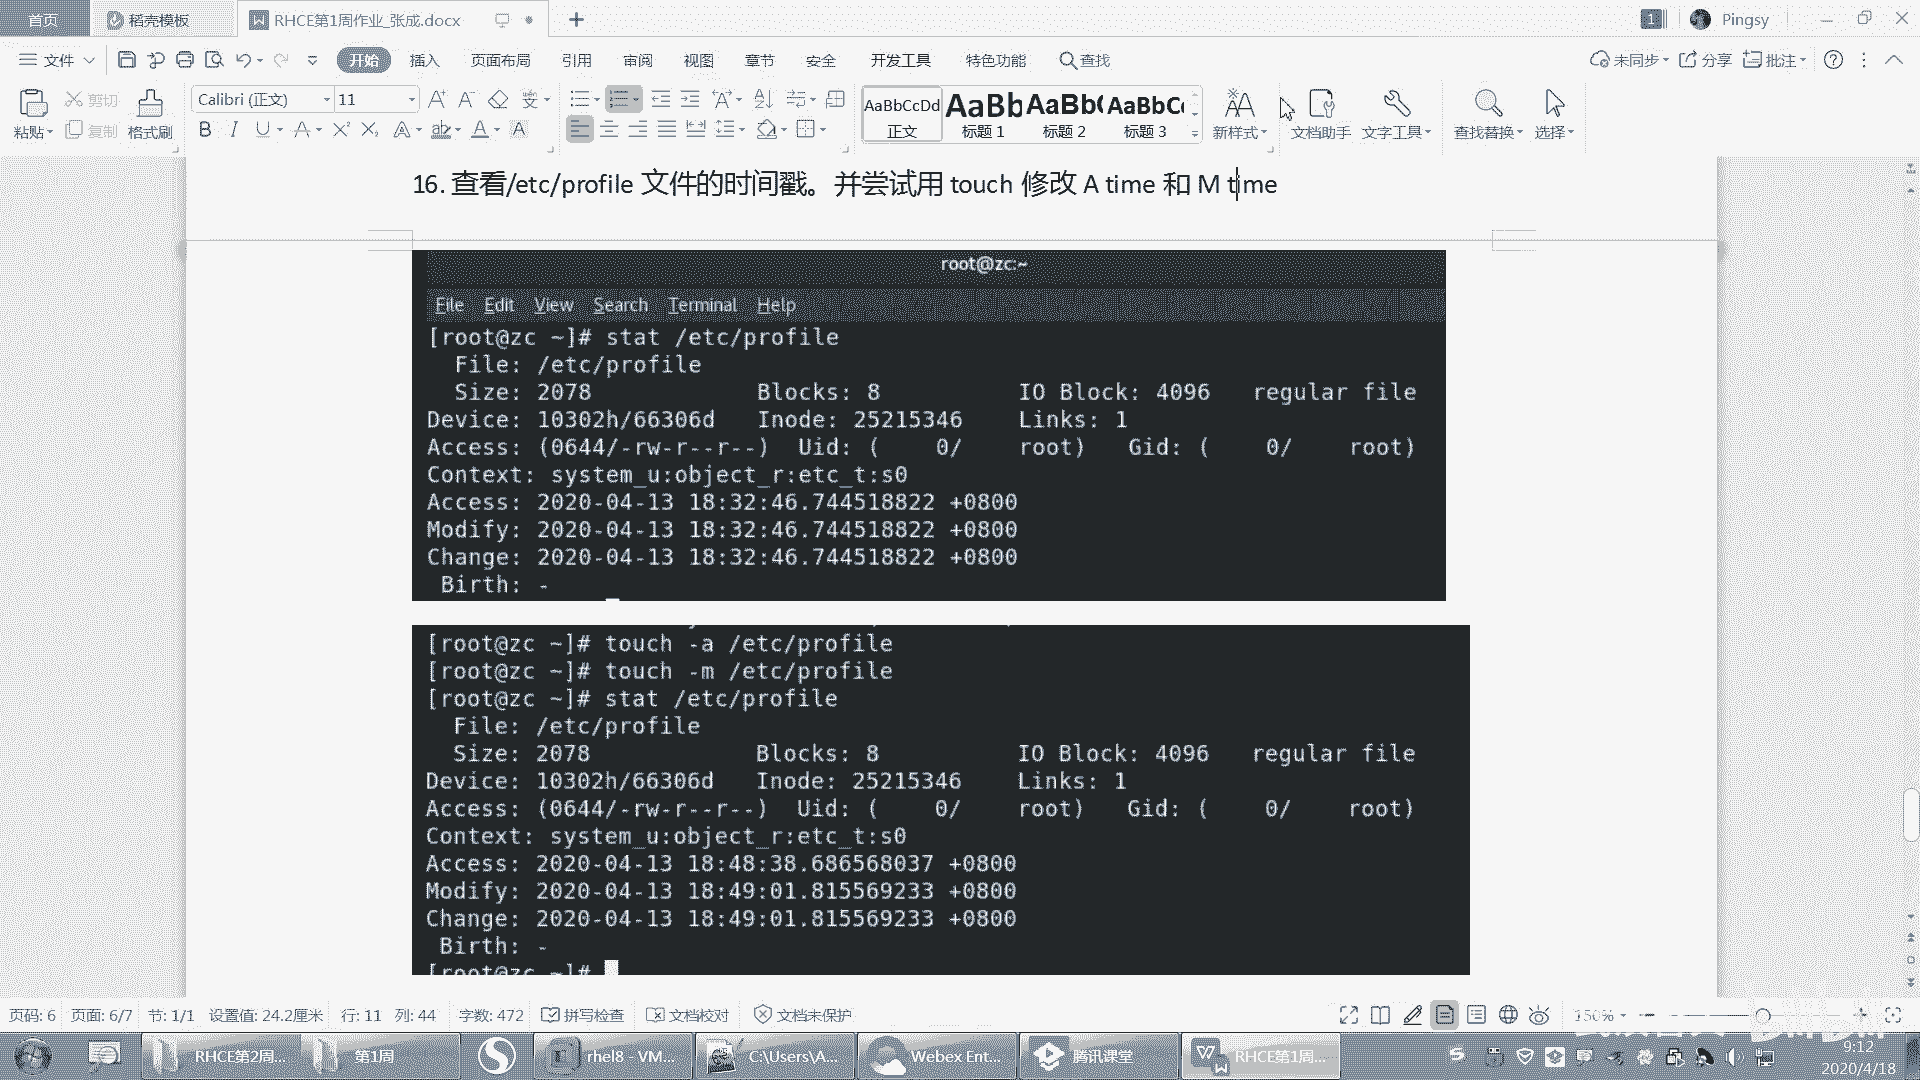 首页 稻壳模板 RHCE第1周作业_张成.docx 1 Pingsy
文件 开始 插入 页面布局 引用 审阅 视图 章节 安全 开发工具 特色功能 查找 未同步 分享 批注
粘贴 剪切 复制 格式刷 Calibri (正文) 11
AaBbCcDd AaBb AaBb( AaBbC
正文 标题 1 标题 2 标题 3 新样式 文档助手 文字工具 查找替换 选择
16. 查看/etc/profile 文件的时间戳。并尝试用 touch 修改 A time 和 M time
root@zc:~
File Edit View Search Terminal Help
[root@zc ~]# stat /etc/profile
File: /etc/profile
Size: 2078 Blocks: 8 IO Block: 4096 regular file
Device: 10302h/66306d Inode: 25215346 Links: 1
Access: (0644/-rw-r--r--) Uid: ( 0/ root) Gid: ( 0/ root)
Context: system_u:object_r:etc_t:s0
Access: 2020-04-13 18:32:46.744518822 +0800
Modify: 2020-04-13 18:32:46.744518822 +0800
Change: 2020-04-13 18:32:46.744518822 +0800
Birth: -
[root@zc ~]# touch -a /etc/profile
[root@zc ~]# touch -m /etc/profile
[root@zc ~]# stat /etc/profile
File: /etc/profile
Size: 2078 Blocks: 8 IO Block: 4096 regular file
Device: 10302h/66306d Inode: 25215346 Links: 1
Access: (0644/-rw-r--r--) Uid: ( 0/ root) Gid: ( 0/ root)
Context: system_u:object_r:etc_t:s0
Access: 2020-04-13 18:48:38.686568037 +0800
Modify: 2020-04-13 18:49:01.815569233 +0800
Change: 2020-04-13 18:49:01.815569233 +0800
Birth: -
[root@zc ~]#
页码: 6 页面: 6/7 节: 1/1 设置值: 24.2厘米 行: 11 列: 44 字数: 472 拼写检查 文档校对 文档未保护 150%
RHCE第2周... 第1周 rhel8 - VM... C:\Users\A... Webex Ent... 腾讯课堂 RHCE第1周...
9:12
2020/4/18